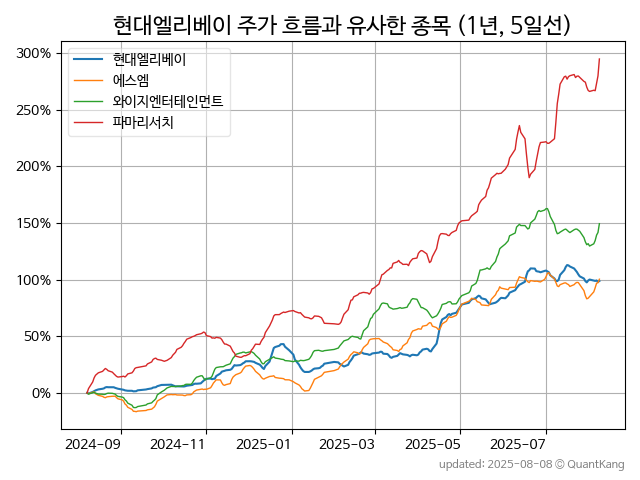 현대엘리베이 주가 흐름과 유사한 종목 (1년, 5일선)
300%
250%
200%
150%
100%
50%
0%
현대엘리베이
에스엠
와이지엔터테인먼트
파마리서치
2024-09 2024-11 2025-01 2025-03 2025-05 2025-07
updated: 2025-08-08 © QuantKang